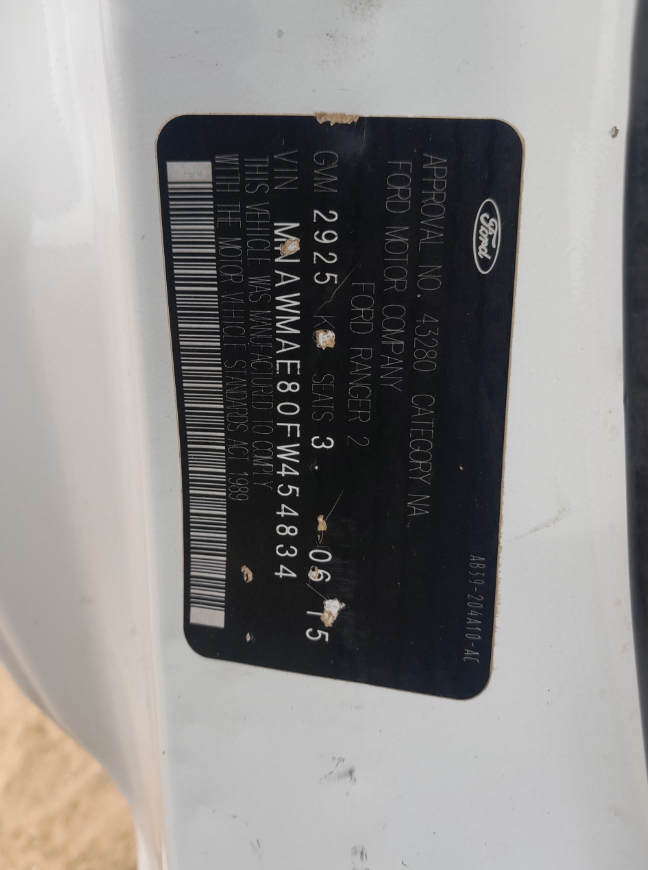 Ford
APPROVAL NO. 43280 CATEGORY NA
FORD MOTOR COMPANY
FORD RANGER 2
GVM 2925 KG SEATS 3. 06 15
VIN MNAWMAE80FW454834
THIS VEHICLE WAS MANUFACTURED TO COMPLY
WITH THE MOTOR VEHICLE STANDARDS ACT 1989
AB39-204A10-AC